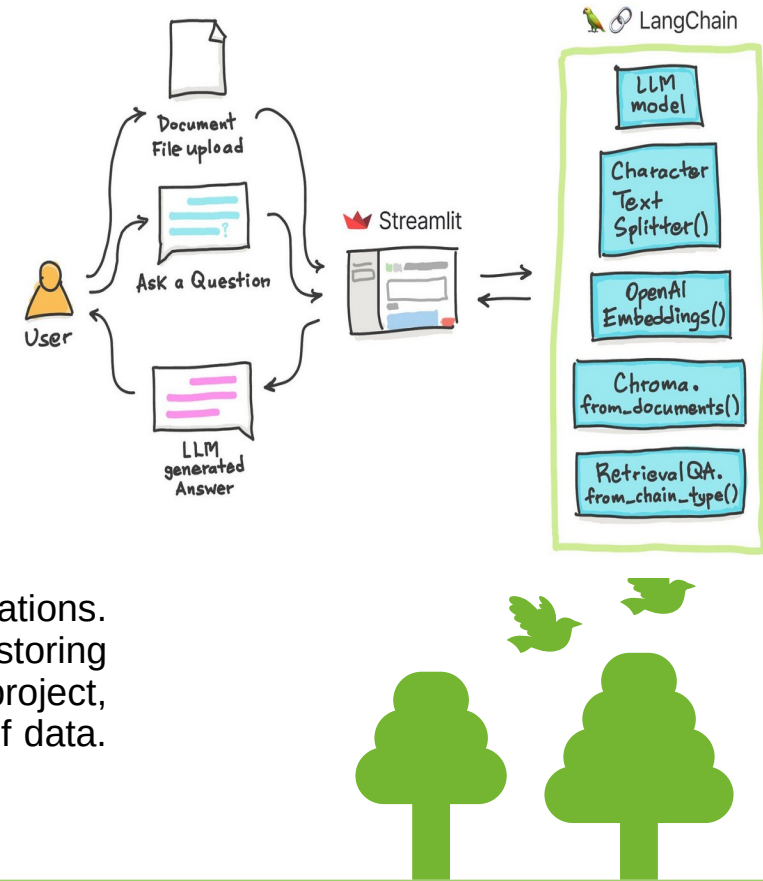 🦜🔗 LangChain
Document
File upload
?
Ask a Question
User
LLM
generated
Answer
Streamlit
LLM
model
Character
Text
Splitter()
OpenAI
Embeddings()
Chroma.
from_documents()
RetrievalQA.
from_chain_type()
ations.
storing
project,
f data.